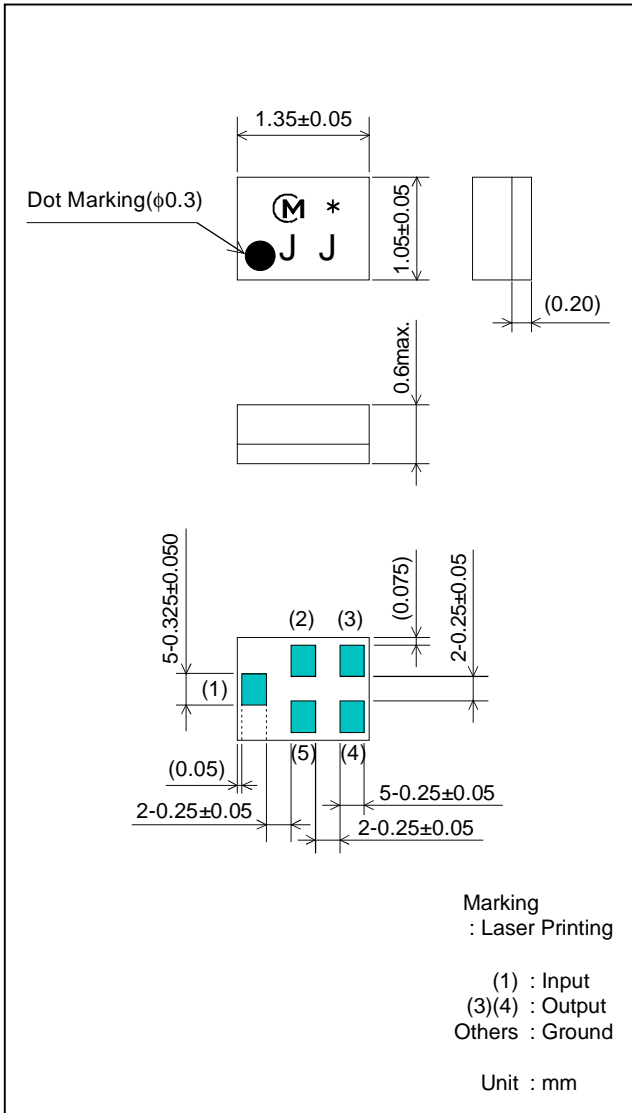 1.35±0.05
Dot Marking(ϕ0.3)
M *
J J
1.05±0.05
(0.20)
0.6max.
5-0.325±0.050
(0.075)
2-0.25±0.05
(2) (3)
(1)
(5) (4)
(0.05)
5-0.25±0.05
2-0.25±0.05
2-0.25±0.05
Marking
: Laser Printing
(1) : Input
(3)(4) : Output
Others : Ground
Unit : mm